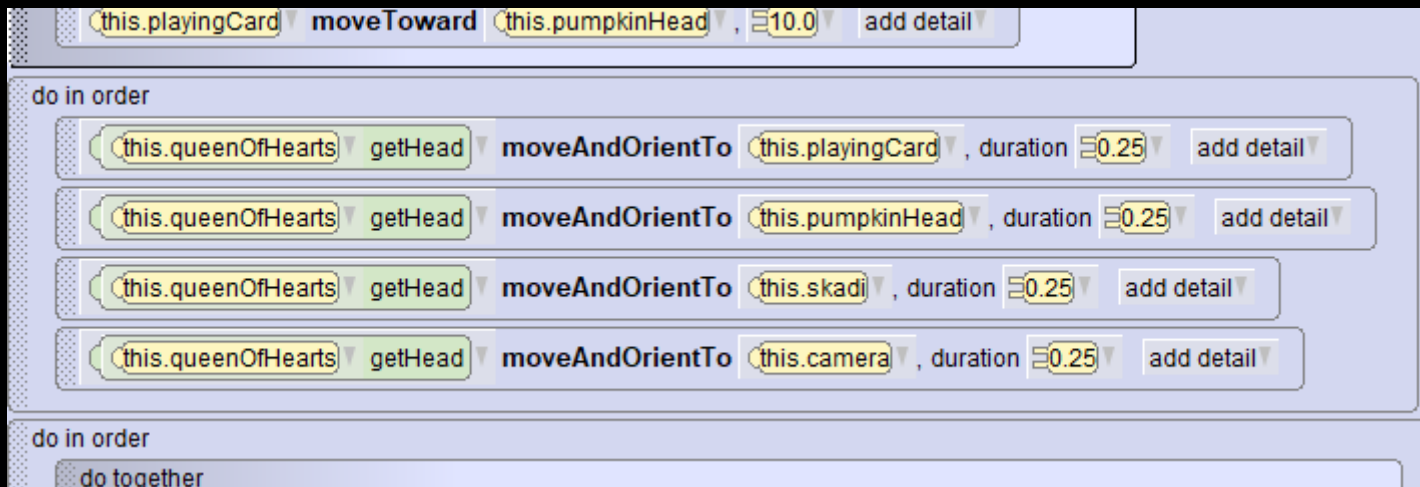 this.playingCard moveToward this.pumpkinHead , 10.0 add detail
do in order
this.queenOfHearts getHead moveAndOrientTo this.playingCard , duration 0.25 add detail
this.queenOfHearts getHead moveAndOrientTo this.pumpkinHead , duration 0.25 add detail
this.queenOfHearts getHead moveAndOrientTo this.skadi , duration 0.25 add detail
this.queenOfHearts getHead moveAndOrientTo this.camera , duration 0.25 add detail
do in order
do together